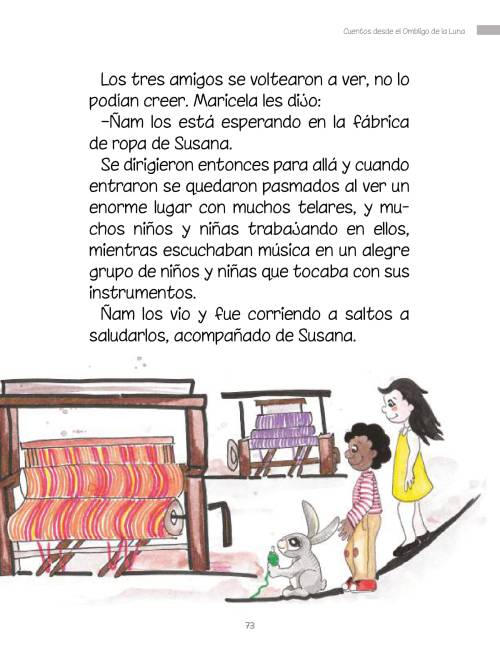 Cuentos desde el Ombligo de la Luna
Los tres amigos se voltearon a ver, no lo
podían creer. Maricela les dijo:
-Ñam los está esperando en la fábrica
de ropa de Susana.
Se dirigieron entonces para allá y cuando
entraron se quedaron pasmados al ver un
enorme lugar con muchos telares, y mu-
chos niños y niñas trabajando en ellos,
mientras escuchaban música en un alegre
grupo de niños y niñas que tocaba con sus
instrumentos.
Ñam los vio y fue corriendo a saltos a
saludarlos, acompañado de Susana.
73